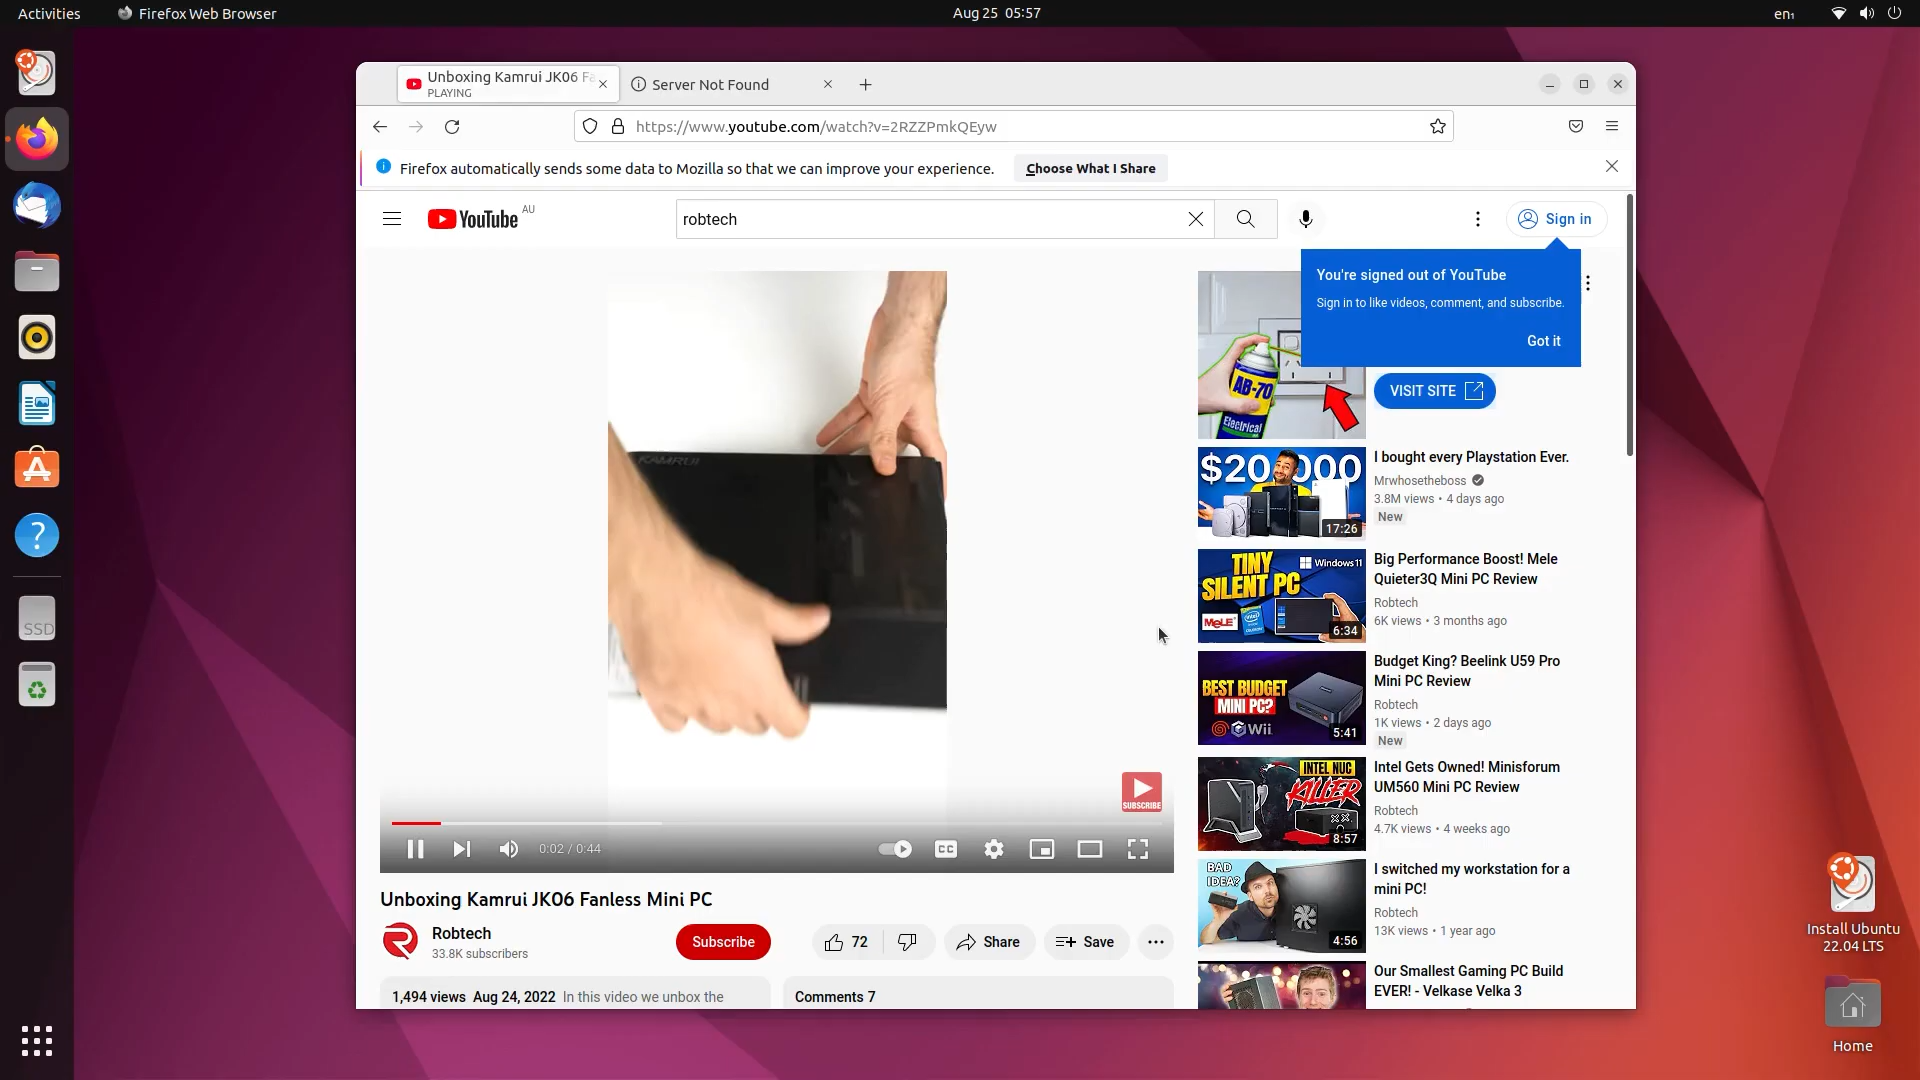 Activities
Firefox Web Browser
Aug 25 05:57
en₁
Unboxing Kamrui JK06 Fa
PLAYING
Server Not Found
https://www.youtube.com/watch?v=2RZZPmkQEyw
Firefox automatically sends some data to Mozilla so that we can improve your experience.
Choose What I Share
YouTube AU
robtech
Sign in
You're signed out of YouTube
Sign in to like videos, comment, and subscribe.
Got it
AB-70
Electrical
VISIT SITE
KAMRUI
$20,000
17:26
I bought every Playstation Ever.
Mrwhosetheboss
3.8M views • 4 days ago
New
TINY
SILENT PC
Windows 11
MeLE
intel
6:34
Big Performance Boost! Mele
Quieter3Q Mini PC Review
Robtech
6K views • 3 months ago
BEST BUDGET
MINI PC?
Wii
5:41
Budget King? Beelink U59 Pro
Mini PC Review
Robtech
1K views • 2 days ago
New
INTEL NUC
KILLER
8:57
Intel Gets Owned! Minisforum
UM560 Mini PC Review
Robtech
4.7K views • 4 weeks ago
BAD
IDEA?
4:56
I switched my workstation for a
mini PC!
Robtech
13K views • 1 year ago
Our Smallest Gaming PC Build
EVER! - Velkase Velka 3
SUBSCRIBE
0:02 / 0:44
CC
Unboxing Kamrui JK06 Fanless Mini PC
Robtech
33.8K subscribers
Subscribe
72
Share
Save
1,494 views Aug 24, 2022 In this video we unbox the
Comments 7
SSD
Install Ubuntu
22.04 LTS
Home